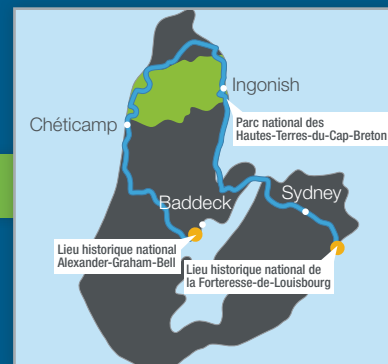 Ingonish
Parc national des
Hautes-Terres-du-Cap-Breton
Chéticamp
Baddeck
Sydney
Lieu historique national
Alexander-Graham-Bell
Lieu historique national de
la Forteresse-de-Louisbourg